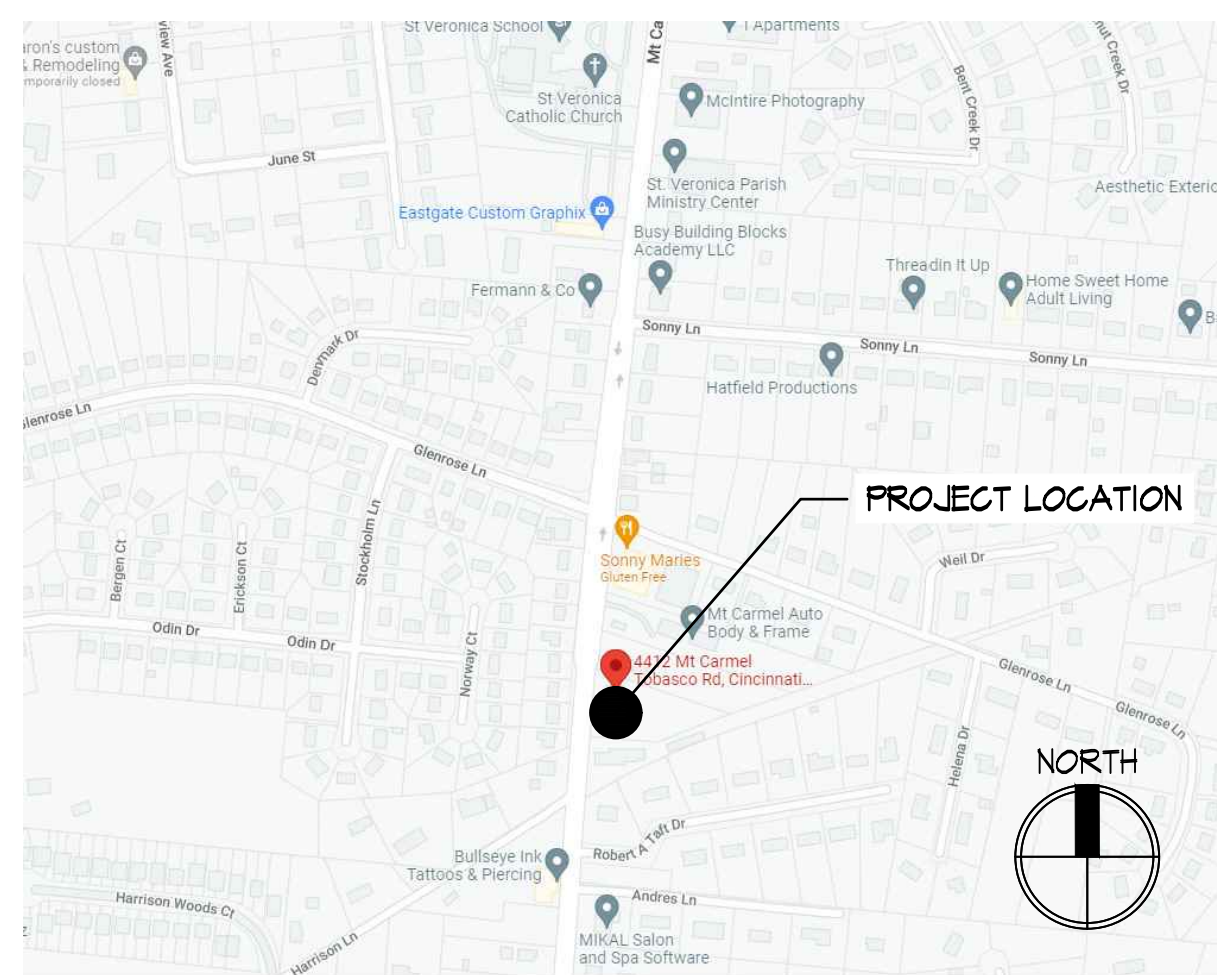 St Veronica School
1 Apartments
aron's custom
& Remodeling
emporarily closed
view Ave
Mt Ca
nut Creek Dr
Bent Creek Dr
St Veronica
Catholic Church
McIntire Photography
June St
St. Veronica Parish
Ministry Center
Aesthetic Exterio
Eastgate Custom Graphix
Busy Building Blocks
Academy LLC
Threadin It Up
Home Sweet Home
Adult Living
Fermann & Co
B
Sonny Ln
Sonny Ln
Sonny Ln
Denmark Dr
Hatfield Productions
Glenrose Ln
Glenrose Ln
PROJECT LOCATION
Stockholm Ln
Bergen Ct
Erickson Ct
Sonny Maries
Gluten Free
Weil Dr
Mt Carmel Auto
Body & Frame
Odin Dr
Odin Dr
Norway Ct
4412 Mt Carmel
Tobasco Rd, Cincinnati...
Glenrose Ln
Glenrose Ln
Helena Dr
NORTH
Robert A Taft Dr
Bullseye Ink
Tattoos & Piercing
Harrison Woods Ct
Andres Ln
Harrison Ln
MIKAL Salon
and Spa Software